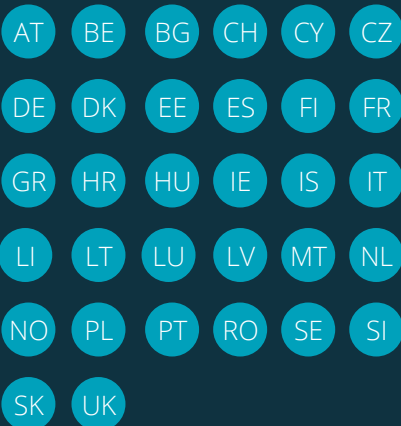 AT BE BG CH CY CZ
DE DK EE ES FI FR
GR HR HU IE IS IT
LI LT LU LV MT NL
NO PL PT RO SE SI
SK UK